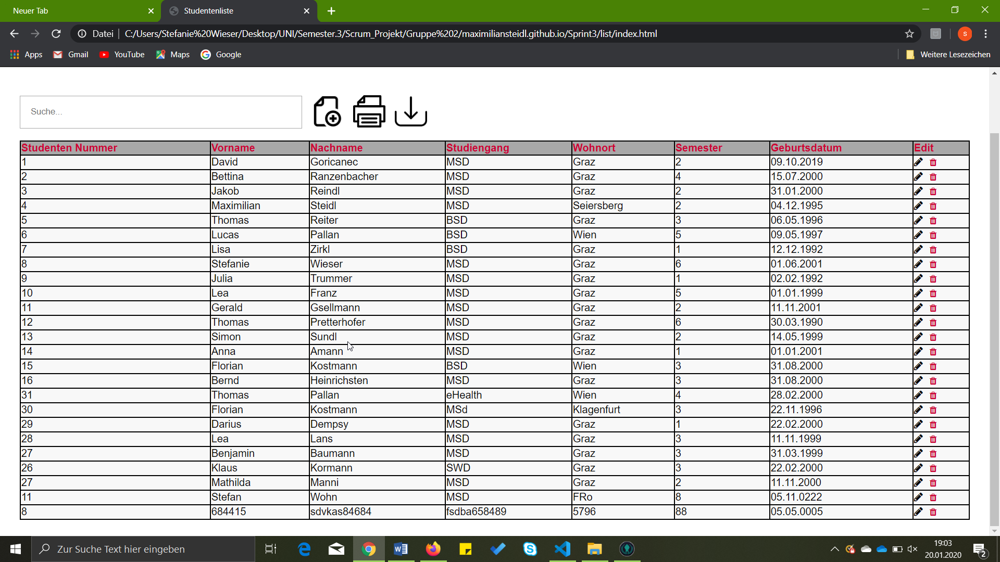 Neuer Tab
Studentenliste
Datei | C:/Users/Stefanie%20Wieser/Desktop/UNI/Semester.3/Scrum_Projekt/Gruppe%202/maximiliansteidl.github.io/Sprint3/list/index.html
s
Apps Gmail YouTube Maps Google Weitere Lesezeichen
Suche...
Studenten Nummer Vorname Nachname Studiengang Wohnort Semester Geburtsdatum Edit
1 David Goricanec MSD Graz 2 09.10.2019
2 Bettina Ranzenbacher MSD Graz 4 15.07.2000
3 Jakob Reindl MSD Graz 2 31.01.2000
4 Maximilian Steidl MSD Seiersberg 2 04.12.1995
5 Thomas Reiter BSD Graz 3 06.05.1996
6 Lucas Pallan BSD Wien 5 09.05.1997
7 Lisa Zirkl BSD Graz 1 12.12.1992
8 Stefanie Wieser MSD Graz 6 01.06.2001
9 Julia Trummer MSD Graz 1 02.02.1992
10 Lea Franz MSD Graz 5 01.01.1999
11 Gerald Gsellmann MSD Graz 2 11.11.2001
12 Thomas Pretterhofer MSD Graz 6 30.03.1990
13 Simon Sundl MSD Graz 2 14.05.1999
14 Anna Amann MSD Graz 1 01.01.2001
15 Florian Kostmann BSD Wien 3 31.08.2000
16 Bernd Heinrichsten MSD Graz 3 31.08.2000
31 Thomas Pallan eHealth Wien 4 28.02.2000
30 Florian Kostmann MSd Klagenfurt 3 22.11.1996
29 Darius Dempsy MSD Graz 1 22.02.2000
28 Lea Lans MSD Graz 3 11.11.1999
27 Benjamin Baumann MSD Graz 3 31.03.1999
26 Klaus Kormann SWD Graz 3 22.02.2000
27 Mathilda Manni MSD Graz 2 11.11.2000
11 Stefan Wohn MSD FRo 8 05.11.0222
8 684415 sdvkas84684 fsdba658489 5796 88 05.05.0005
Zur Suche Text hier eingeben
19:03
20.01.2020
2